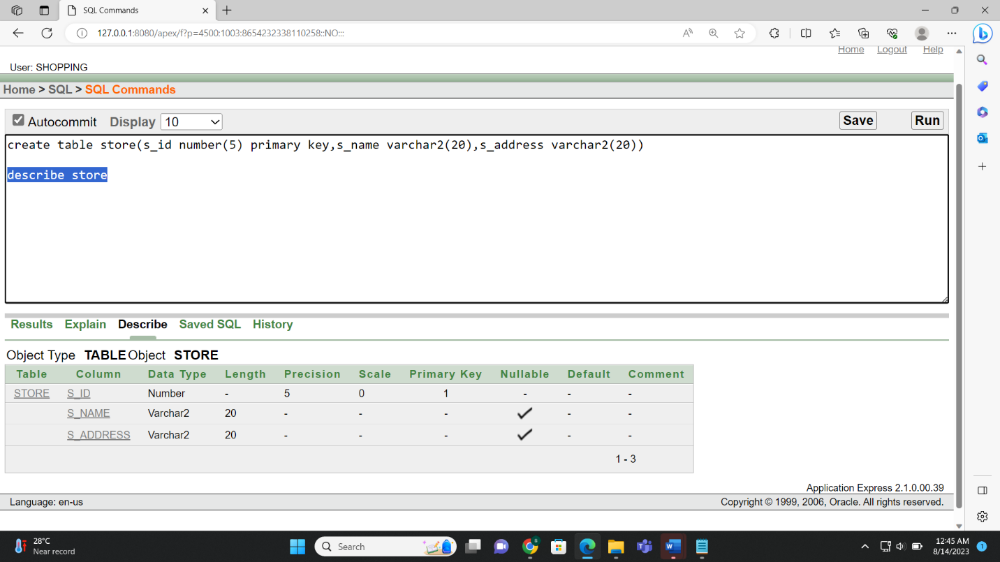 SQL Commands
127.0.0.1:8080/apex/f?p=4500:1003:8654232338110258::NO:::
Home Logout Help
User: SHOPPING
Home > SQL > SQL Commands
Autocommit Display 10 Save Run
create table store(s_id number(5) primary key,s_name varchar2(20),s_address varchar2(20))
describe store
Results Explain Describe Saved SQL History
Object Type TABLE Object STORE
Table Column Data Type Length Precision Scale Primary Key Nullable Default Comment
STORE S_ID Number - 5 0 1 - - -
S_NAME Varchar2 20 - - - - -
S_ADDRESS Varchar2 20 - - - - -
1 - 3
Application Express 2.1.0.00.39
Language: en-us Copyright © 1999, 2006, Oracle. All rights reserved.
28°C
Near record
Search
12:45 AM
8/14/2023
1